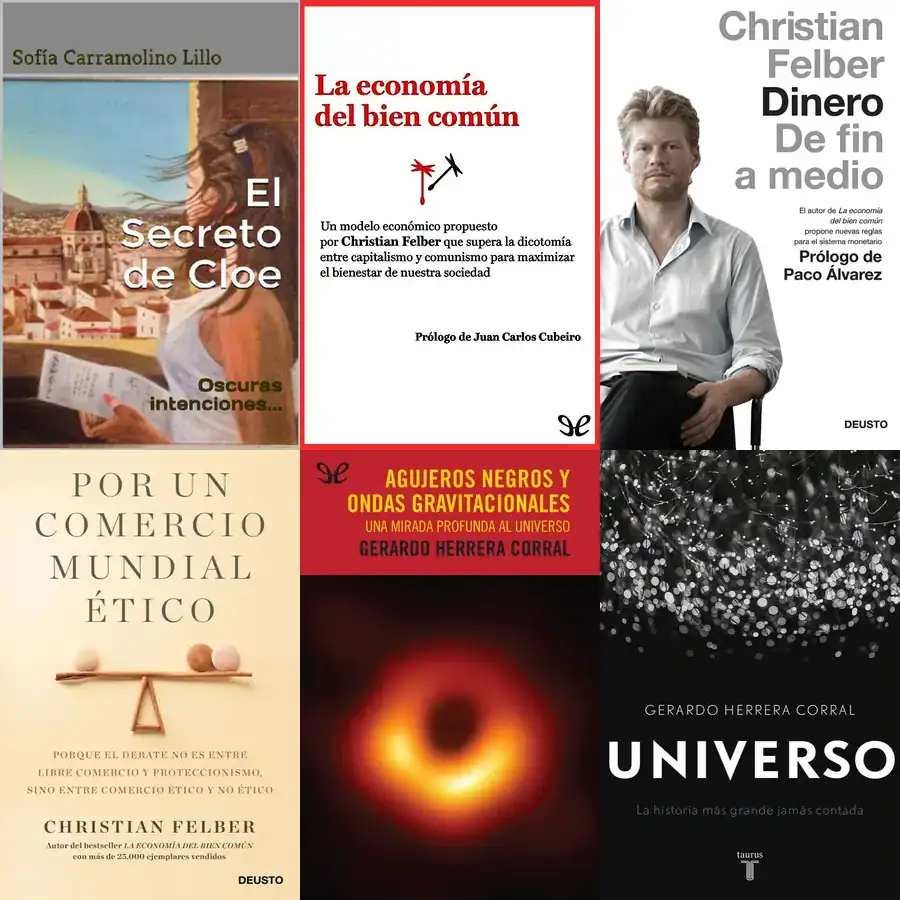 Sofía Carramolino Lillo
El
Secreto
de Cloe
Oscuras
intenciones...
La economía
del bien común
Un modelo económico propuesto
por Christian Felber que supera la dicotomía
entre capitalismo y comunismo para maximizar
el bienestar de nuestra sociedad
Prólogo de Juan Carlos Cubeiro
Christian
Felber
Dinero
De fin
a medio
El autor de La economía
del bien común
propone nuevas reglas
para el sistema monetario
Prólogo de
Paco Álvarez
DEUSTO
POR UN
COMERCIO
MUNDIAL
ÉTICO
PORQUE EL DEBATE NO ES ENTRE
LIBRE COMERCIO Y PROTECCIONISMO,
SINO ENTRE COMERCIO ÉTICO Y NO ÉTICO
CHRISTIAN FELBER
Autor del bestseller LA ECONOMÍA DEL BIEN COMÚN
con más de 25.000 ejemplares vendidos
DEUSTO
AGUJEROS NEGROS Y
ONDAS GRAVITACIONALES
UNA MIRADA PROFUNDA AL UNIVERSO
GERARDO HERRERA CORRAL
GERARDO HERRERA CORRAL
UNIVERSO
La historia más grande jamás contada
taurus